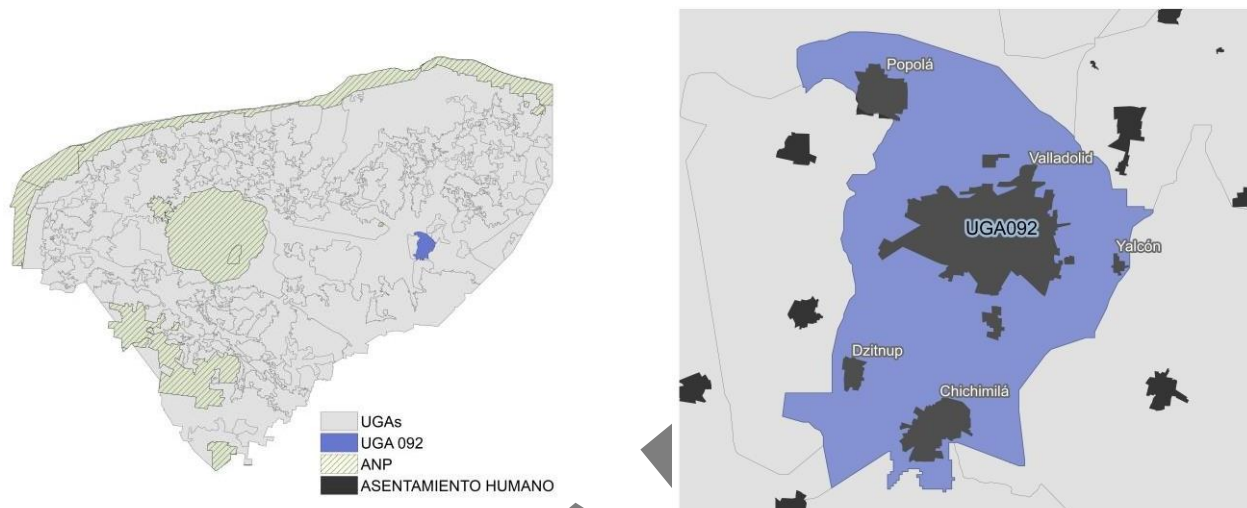 UGAs
UGA 092
ANP
ASENTAMIENTO HUMANO
Popolá
Valladolid
UGA092
Yalcón
Dzitnup
Chichimilá